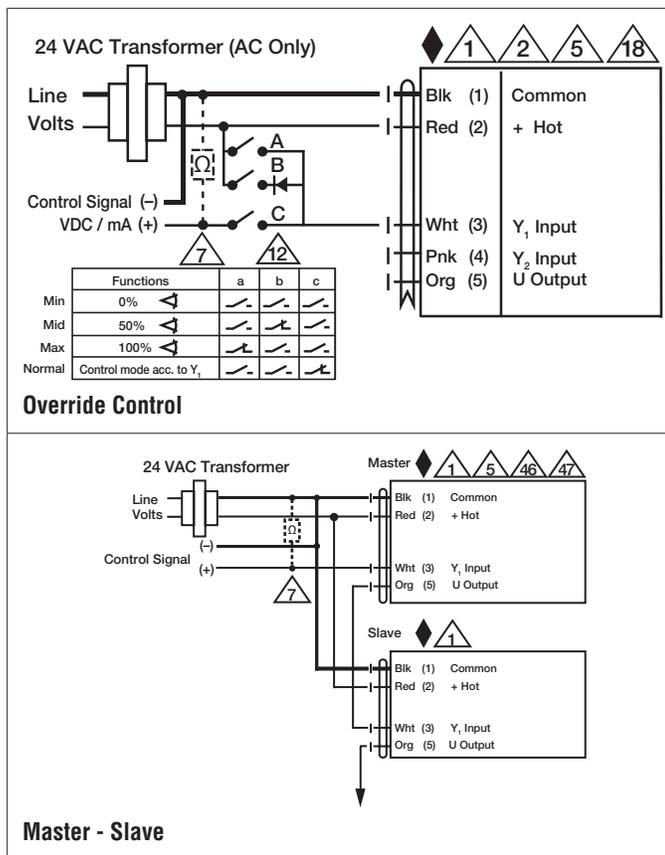 24 VAC Transformer (AC Only)
1 2 5 18
Line
Volts
Blk (1) Common
Red (2) + Hot
A
B
C
Ω
Control Signal (–)
VDC / mA (+)
Wht (3) Y₁ Input
Pnk (4) Y₂ Input
Org (5) U Output
7 12
Functions a b c
Min 0%
Mid 50%
Max 100%
Normal Control mode acc. to Y₁
Override Control
24 VAC Transformer
Master 1 5 46 47
Line
Volts
Blk (1) Common
Red (2) + Hot
Ω
Control Signal (–)
(+)
Wht (3) Y₁ Input
Org (5) U Output
7
Slave 1
Blk (1) Common
Red (2) + Hot
Wht (3) Y₁ Input
Org (5) U Output
Master - Slave